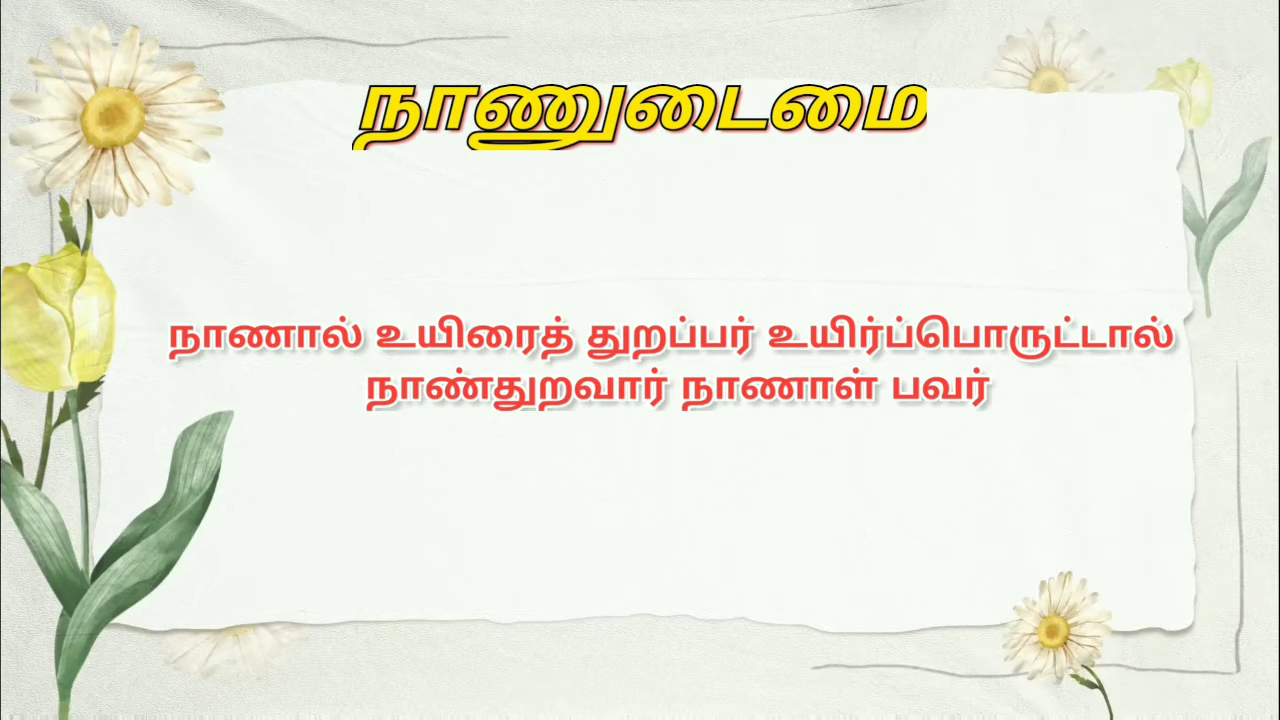 நாணுடைமை
நாணால் உயிரைத் துறப்பர் உயிர்ப்பொருட்டால்
நாண்துறவார் நாணாள் பவர்